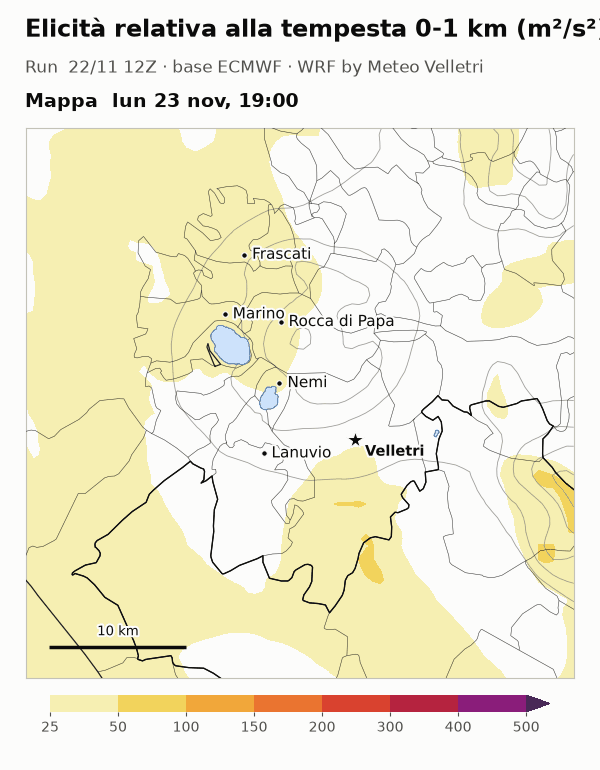 Elicità relativa alla tempesta 0-1 km (m²/s²)
Run  22/11 12Z · base ECMWF · WRF by Meteo Velletri
Mappa  lun 23 nov, 19:00
Frascati
Marino
Rocca di Papa
Nemi
Velletri
Lanuvio
10 km
25 50 100 150 200 300 400 500